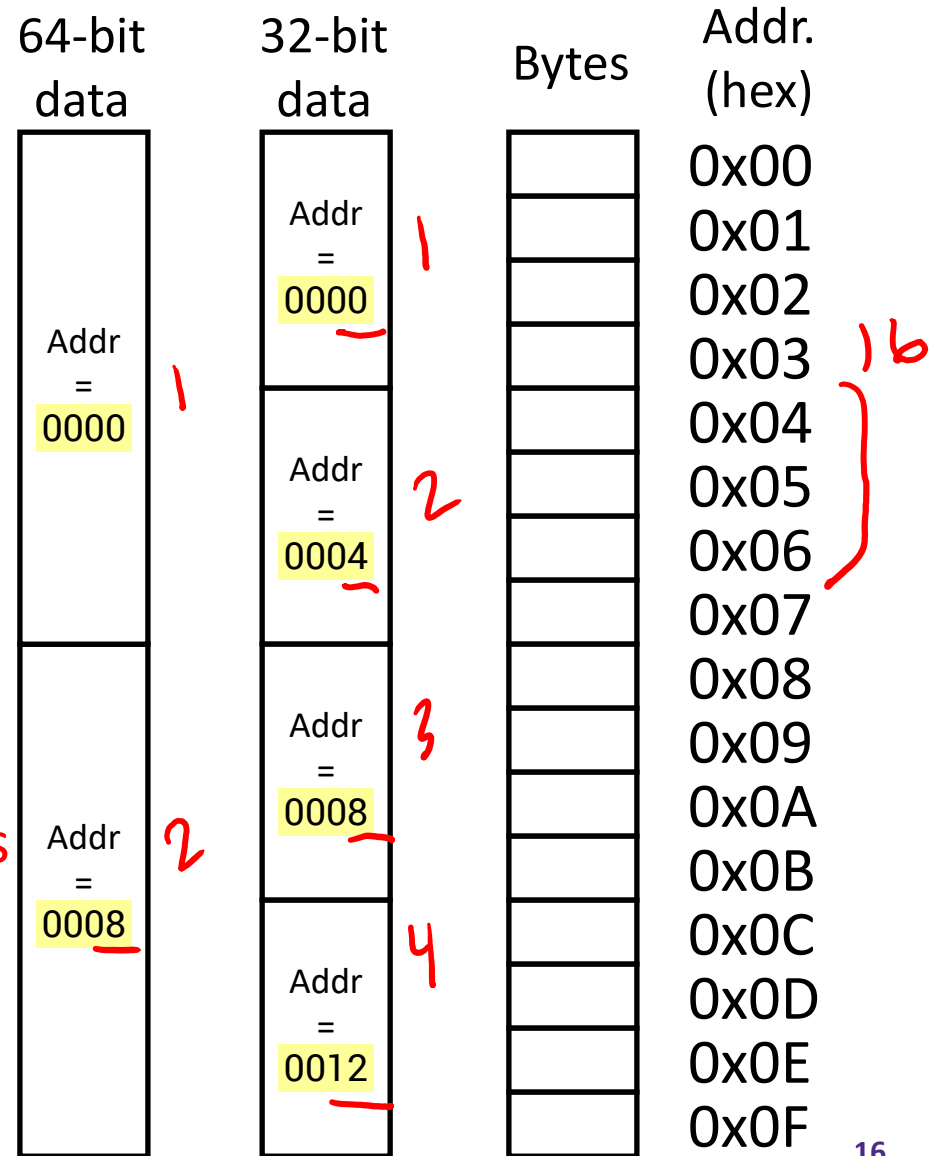 64-bit
data
32-bit
data
Bytes
Addr.
(hex)
Addr
=
0000
1
Addr
=
0008
2
s
Addr
=
0000
1
Addr
=
0004
2
Addr
=
0008
3
Addr
=
0012
4
0x00
0x01
0x02
0x03
0x04
0x05
0x06
0x07
0x08
0x09
0x0A
0x0B
0x0C
0x0D
0x0E
0x0F
16
16